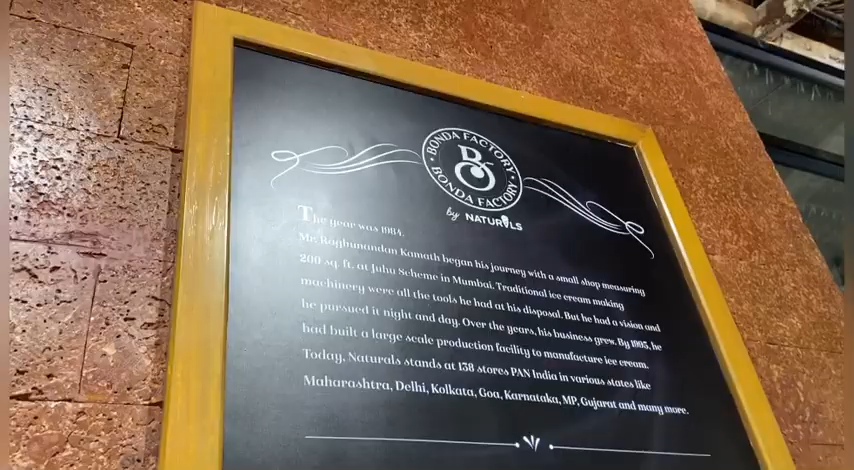 BONDA FACTORY
BF
BONDA FACTORY
by NATURALS
The year was 1984.
Mr. Raghunandan Kamath began his journey with a small shop measuring
200 sq. ft. at Juhu Scheme in Mumbai. Traditional ice cream making
machinery were all the tools he had at his disposal. But he had a vision and
he pursued it night and day. Over the years, his business grew. By 1995, he
had built a large scale production facility to manufacture ice cream.
Today, Naturals stands at 138 stores PAN India in various states like
Maharashtra, Delhi, Kolkata, Goa, Karnataka, MP, Gujarat and many more.